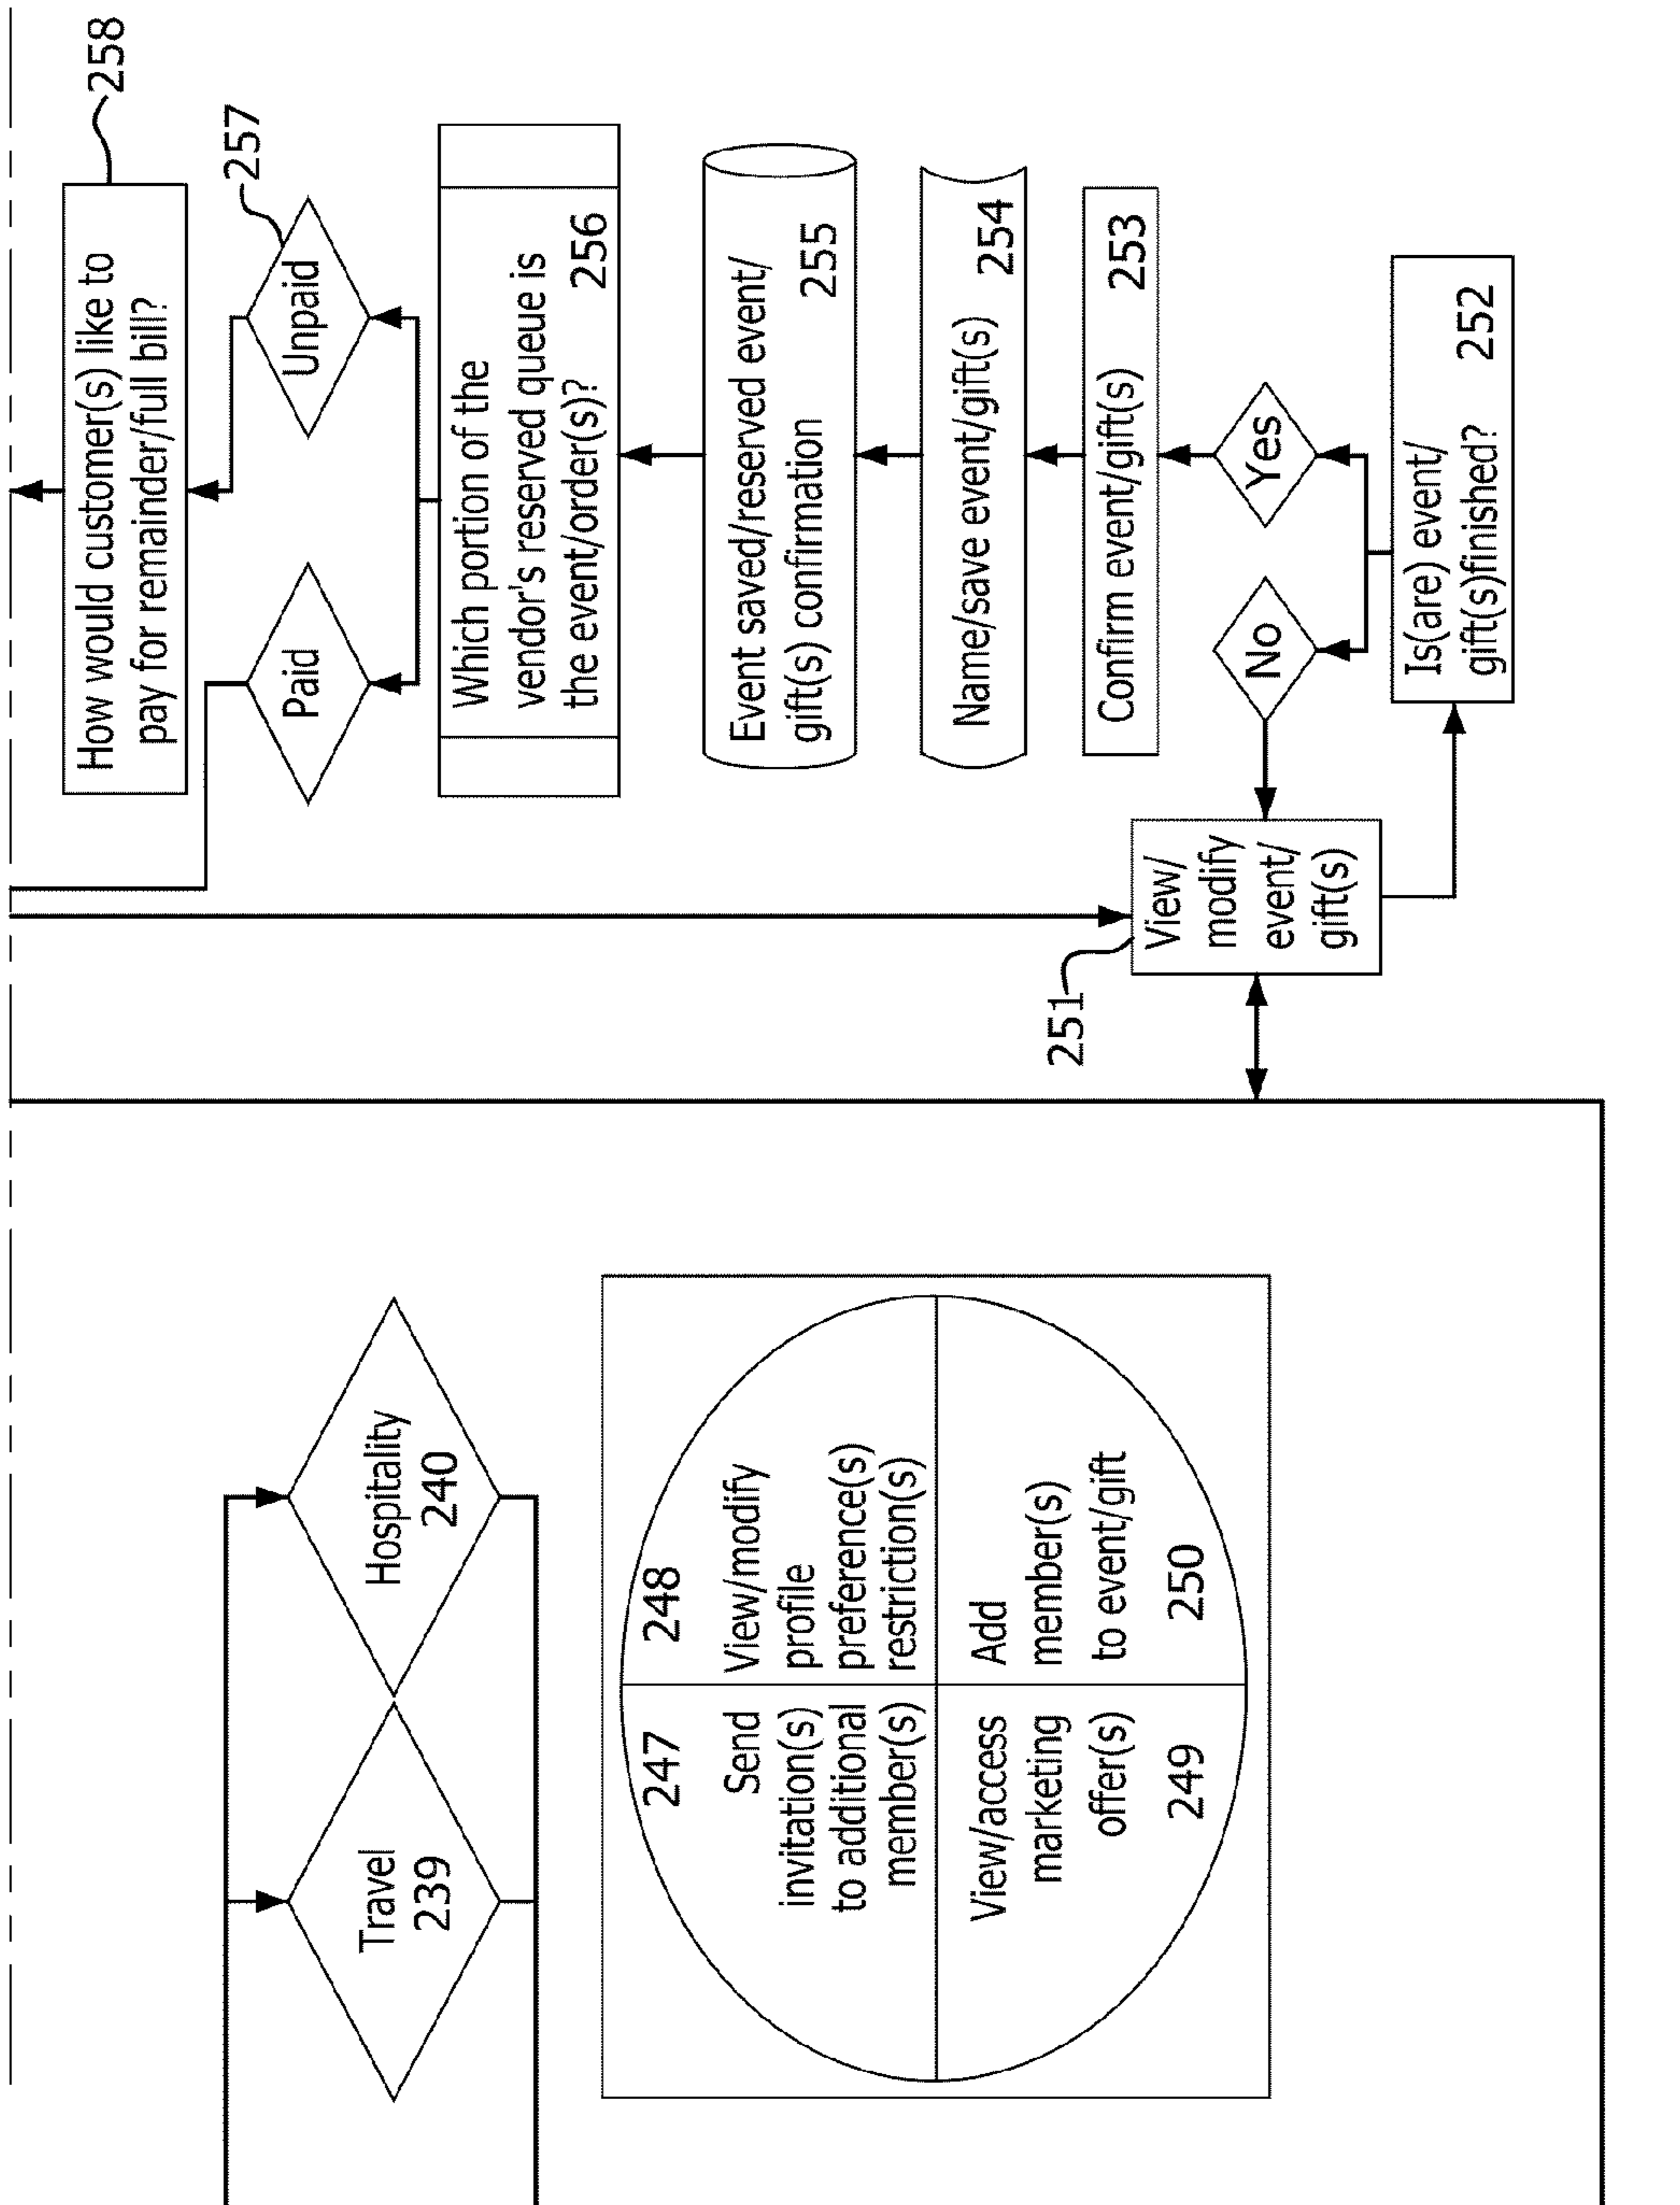 How would customer(s) like to
pay for remainder/full bill?
258
Paid
Unpaid
257
Which portion of the
vendor's reserved queue is
the event/order(s)?
256
Event saved/reserved event/
gift(s) confirmation
255
Name/save event/gift(s)
254
Confirm event/gift(s)
253
No
Yes
Is(are) event/
gift(s)finished?
252
View/
modify
event/
gift(s)
251
Travel
239
Hospitality
240
247
Send
invitation(s)
to additional
member(s)
248
View/modify
profile
preference(s)
restriction(s)
View/access
marketing
offer(s)
249
Add
member(s)
to event/gift
250